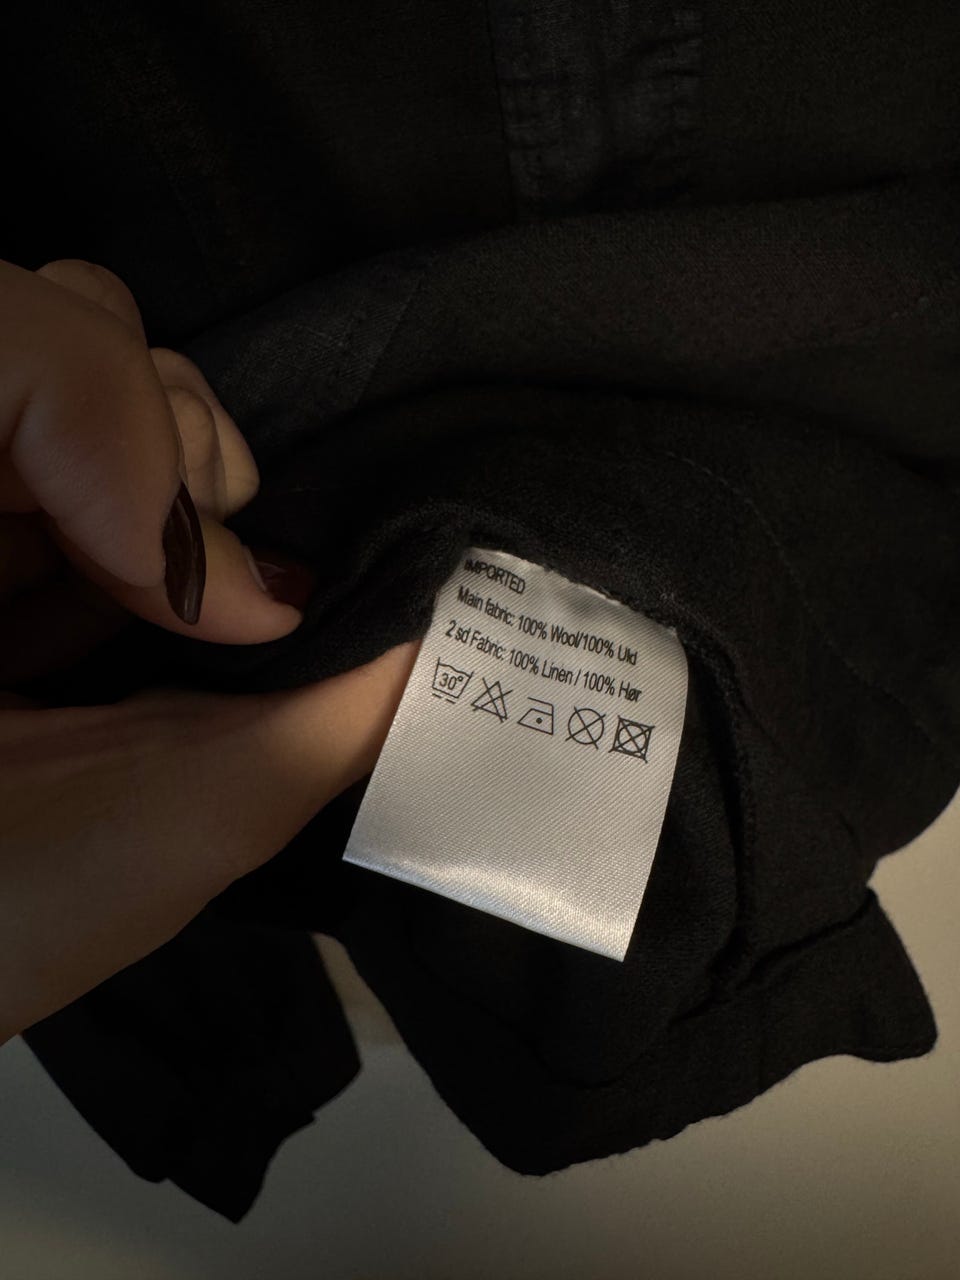 IMPORTED
Main fabric: 100% Wool/100% Uld
2 sd Fabric: 100% Linen / 100% Hør
30°